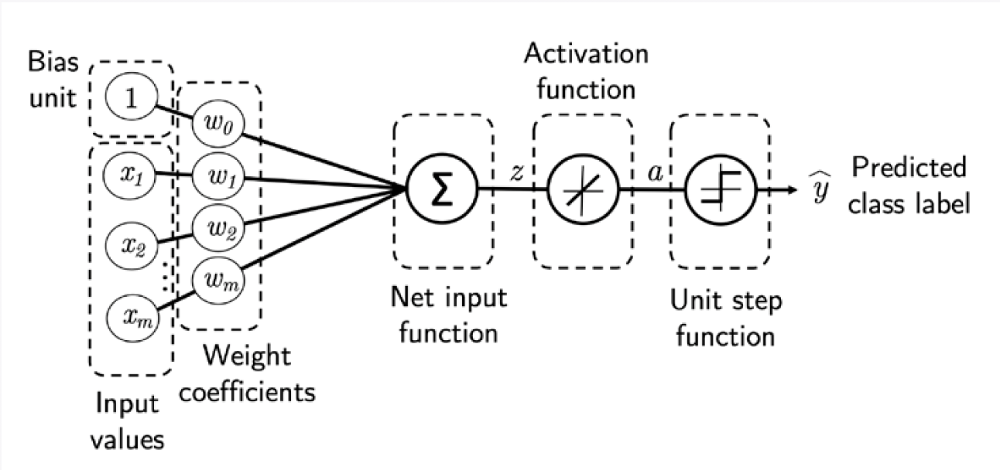 Bias
unit
1
x₁
x₂
⋮
xₘ
Input
values
w₀
w₁
w₂
wₘ
Weight
coefficients
Σ
Net input
function
z
Activation
function
a
Unit step
function
ŷ
Predicted
class label